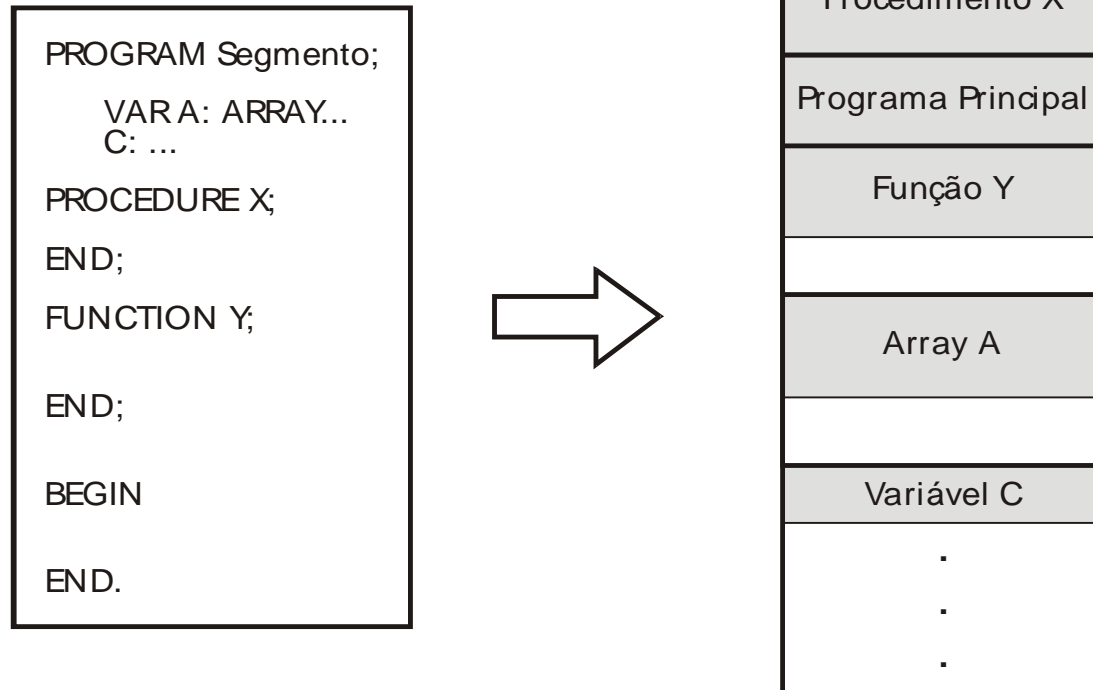 PROGRAM Segmento;
VAR A: ARRAY...
C: ...
PROCEDURE X;
END;
FUNCTION Y;
END;
BEGIN
END.
Procedimento X
Programa Principal
Função Y
Array A
Variável C
.
.
.